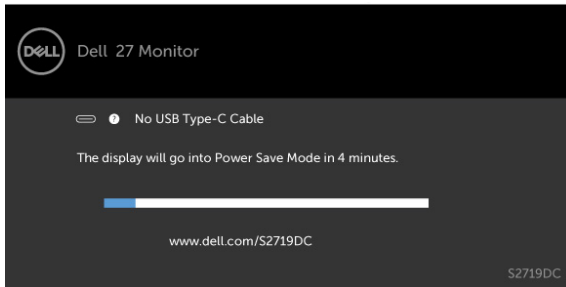 DELL
Dell 27 Monitor
? No USB Type-C Cable
The display will go into Power Save Mode in 4 minutes.
www.dell.com/S2719DC
S2719DC